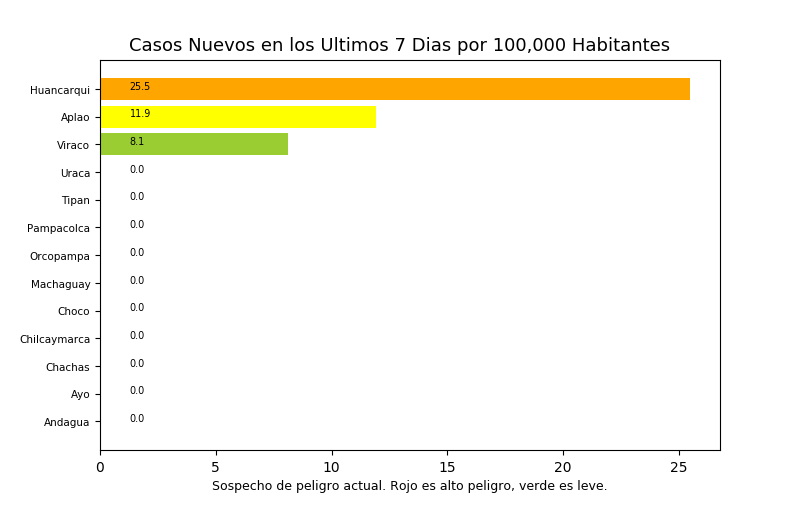 Casos Nuevos en los Ultimos 7 Dias por 100,000 Habitantes
Huancarqui 25.5
Aplao 11.9
Viraco 8.1
Uraca 0.0
Tipan 0.0
Pampacolca 0.0
Orcopampa 0.0
Machaguay 0.0
Choco 0.0
Chilcaymarca 0.0
Chachas 0.0
Ayo 0.0
Andagua 0.0
0 5 10 15 20 25
Sospecho de peligro actual. Rojo es alto peligro, verde es leve.